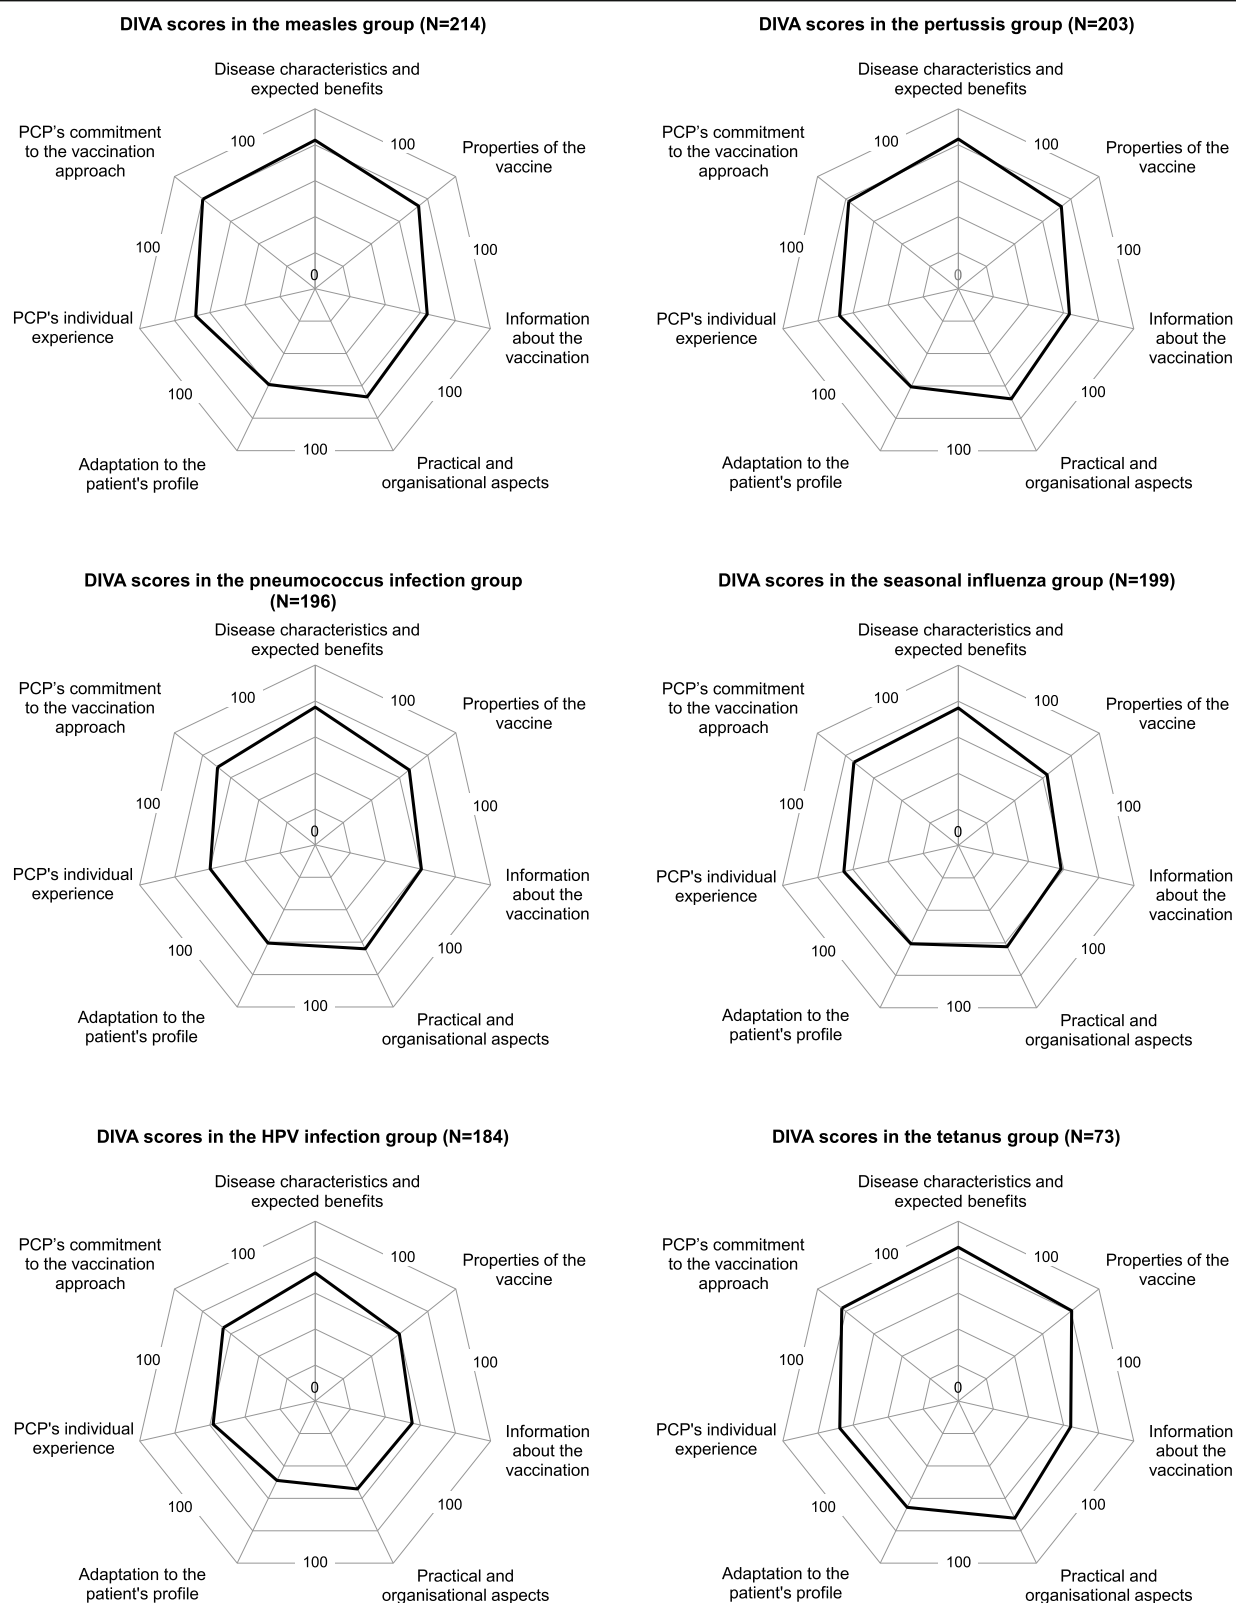 DIVA scores in the measles group (N=214)
Disease characteristics and
expected benefits
PCP’s commitment
to the vaccination
approach
100
100
Properties of the
vaccine
100
100
0
PCP's individual
experience
Information
about the
vaccination
100
100
100
Adaptation to the
patient's profile
Practical and
organisational aspects
DIVA scores in the pertussis group (N=203)
Disease characteristics and
expected benefits
PCP’s commitment
to the vaccination
approach
100
100
Properties of the
vaccine
100
100
0
PCP's individual
experience
Information
about the
vaccination
100
100
100
Adaptation to the
patient's profile
Practical and
organisational aspects
DIVA scores in the pneumococcus infection group
(N=196)
Disease characteristics and
expected benefits
PCP’s commitment
to the vaccination
approach
100
100
Properties of the
vaccine
100
100
0
PCP's individual
experience
Information
about the
vaccination
100
100
100
Adaptation to the
patient's profile
Practical and
organisational aspects
DIVA scores in the seasonal influenza group (N=199)
Disease characteristics and
expected benefits
PCP’s commitment
to the vaccination
approach
100
100
Properties of the
vaccine
100
100
0
PCP's individual
experience
Information
about the
vaccination
100
100
100
Adaptation to the
patient's profile
Practical and
organisational aspects
DIVA scores in the HPV infection group (N=184)
Disease characteristics and
expected benefits
PCP’s commitment
to the vaccination
approach
100
100
Properties of the
vaccine
100
100
0
PCP's individual
experience
Information
about the
vaccination
100
100
100
Adaptation to the
patient's profile
Practical and
organisational aspects
DIVA scores in the tetanus group (N=73)
Disease characteristics and
expected benefits
PCP’s commitment
to the vaccination
approach
100
100
Properties of the
vaccine
100
100
0
PCP's individual
experience
Information
about the
vaccination
100
100
100
Adaptation to the
patient's profile
Practical and
organisational aspects